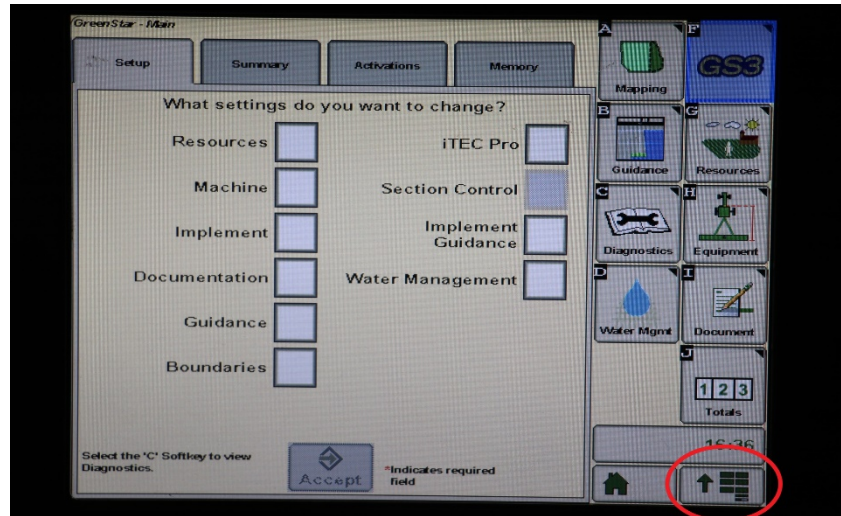 GreenStar - Main
Setup
Summary
Activations
Memory
What settings do you want to change?
Resources
Machine
Implement
Documentation
Guidance
Boundaries
iTEC Pro
Section Control
Implement
Guidance
Water Management
Select the 'C' Softkey to view
Diagnostics.
Accept
*Indicates required
field
A
Mapping
F
GS3
B
Guidance
G
Resources
C
Diagnostics
H
Equipment
D
Water Mgmt
I
Document
J
1 2 3
Totals
16:36